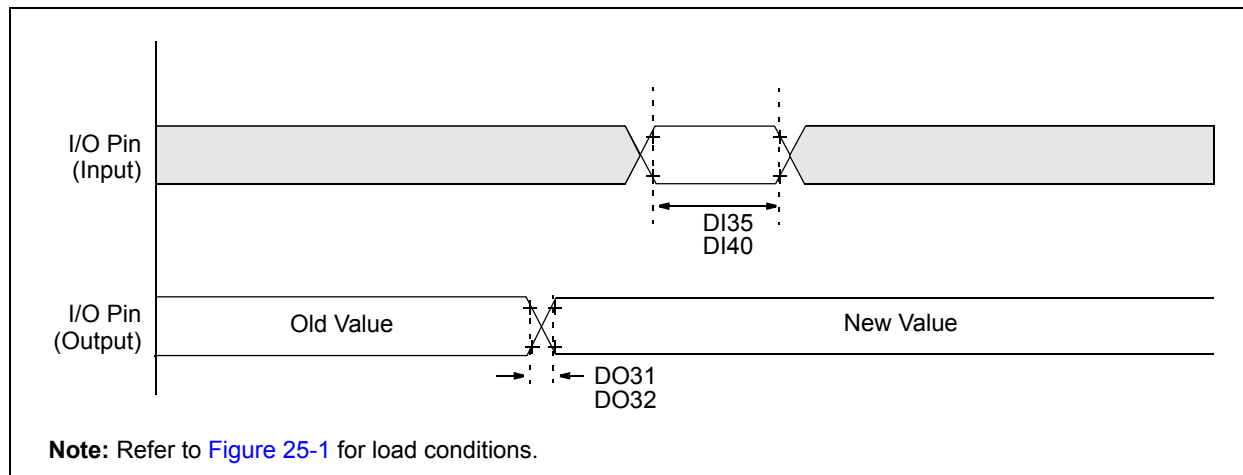 I/O Pin
(Input)
DI35
DI40
I/O Pin
(Output)
Old Value
New Value
DO31
DO32
Note: Refer to Figure 25-1 for load conditions.